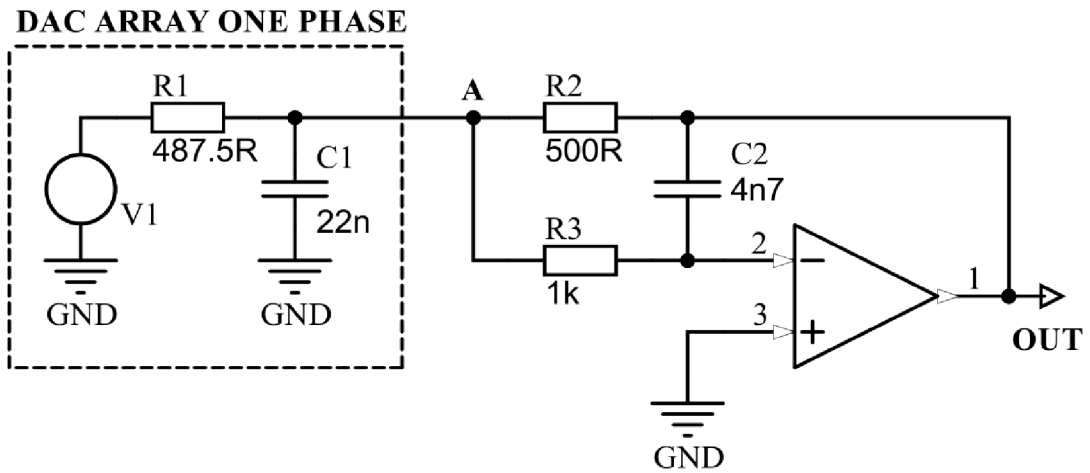 DAC ARRAY ONE PHASE
R1
487.5R
C1
22n
V1
GND
GND
A
R2
500R
C2
4n7
R3
1k
2
3
1
OUT
GND